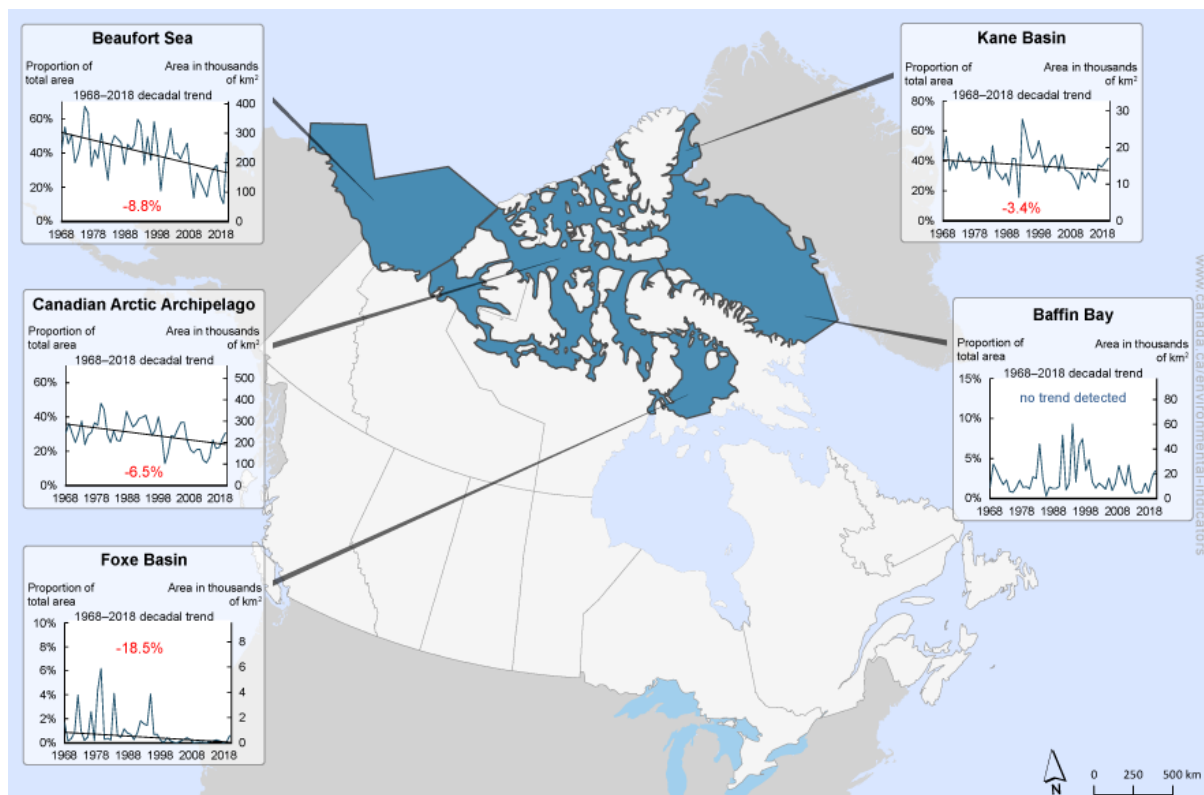 Beaufort Sea
Proportion of total area
Area in thousands of km²
1968–2018 decadal trend
80%
60%
40%
20%
0%
400
300
200
100
0
-8.8%
1968 1978 1988 1998 2008 2018
Kane Basin
Proportion of total area
Area in thousands of km²
1968–2018 decadal trend
80%
60%
40%
20%
0%
30
20
10
0
-3.4%
1968 1978 1988 1998 2008 2018
Canadian Arctic Archipelago
Proportion of total area
Area in thousands of km²
1968–2018 decadal trend
60%
40%
20%
0%
500
400
300
200
100
0
-6.5%
1968 1978 1988 1998 2008 2018
Baffin Bay
Proportion of total area
Area in thousands of km²
1968–2018 decadal trend
no trend detected
15%
10%
5%
0%
80
60
40
20
0
1968 1978 1988 1998 2008 2018
Foxe Basin
Proportion of total area
Area in thousands of km²
1968–2018 decadal trend
-18.5%
10%
8%
6%
4%
2%
0%
8
6
4
2
0
1968 1978 1988 1998 2008 2018
www.canada.ca/environmental-indicators
N
0 250 500 km